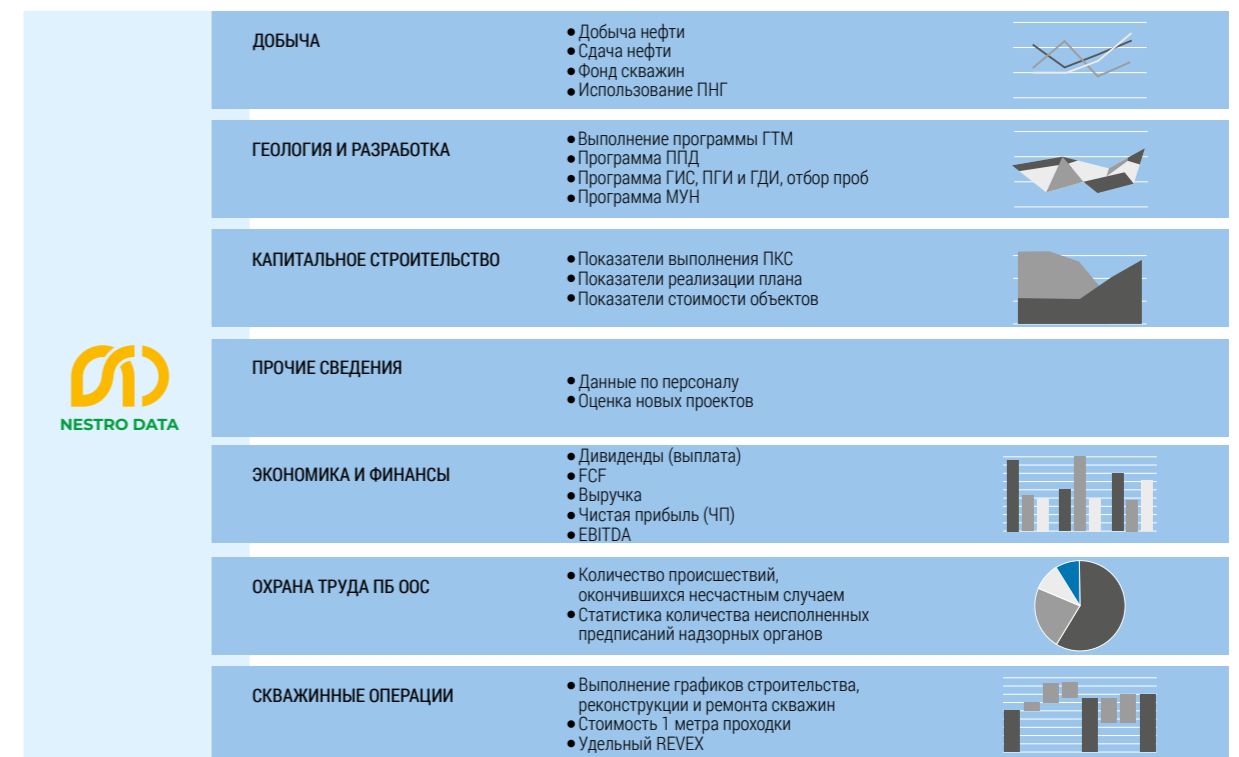 ДОБЫЧА
● Добыча нефти
● Сдача нефти
● Фонд скважин
● Использование ПНГ
ГЕОЛОГИЯ И РАЗРАБОТКА
● Выполнение программы ГТМ
● Программа ППД
● Программа ГИС, ПГИ и ГДИ, отбор проб
● Программа МУН
КАПИТАЛЬНОЕ СТРОИТЕЛЬСТВО
● Показатели выполнения ПКС
● Показатели реализации плана
● Показатели стоимости объектов
NESTRO DATA
ПРОЧИЕ СВЕДЕНИЯ
● Данные по персоналу
● Оценка новых проектов
ЭКОНОМИКА И ФИНАНСЫ
● Дивиденды (выплата)
● FCF
● Выручка
● Чистая прибыль (ЧП)
● EBITDA
ОХРАНА ТРУДА ПБ ООС
● Количество происшествий,
окончившихся несчастным случаем
● Статистика количества неисполненных
предписаний надзорных органов
СКВАЖИННЫЕ ОПЕРАЦИИ
● Выполнение графиков строительства,
реконструкции и ремонта скважин
● Стоимость 1 метра проходки
● Удельный REVEX